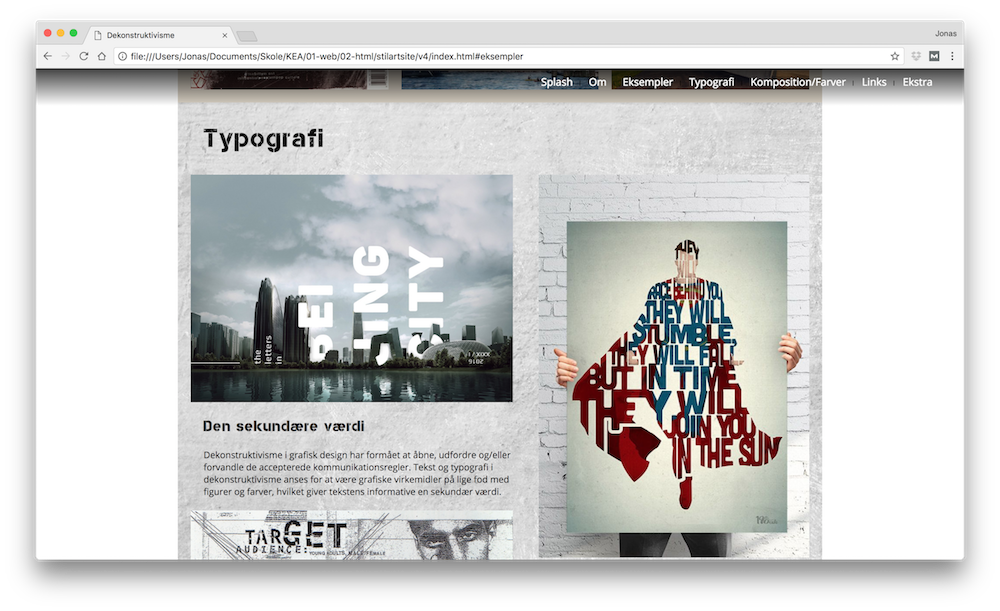 Dekonstruktivisme
Jonas
file:///Users/Jonas/Documents/Skole/KEA/01-web/02-html/stilartsite/v4/index.html#eksempler
Splash Om Eksempler Typografi Komposition/Farver Links Ekstra
Typografi
the
letters
in
BEI
JING
CITY
THEY
WILL
RACE BEHIND YOU
THEY WILL
STUMBLE,
THEY WILL FALL
BUT IN TIME
THEY WILL
JOIN YOU
IN THE SUN
Den sekundære værdi
Dekonstruktivisme i grafisk design har formået at åbne, udfordre og/eller
forvandle de accepterede kommunikationsregler. Tekst og typografi i
dekonstruktivisme anses for at være grafiske virkemidler på lige fod med
figurer og farver, hvilket giver tekstens informative en sekundær værdi.
TARGET
AUDIENCE: YOUNG ADULTS, MALE/FEMALE